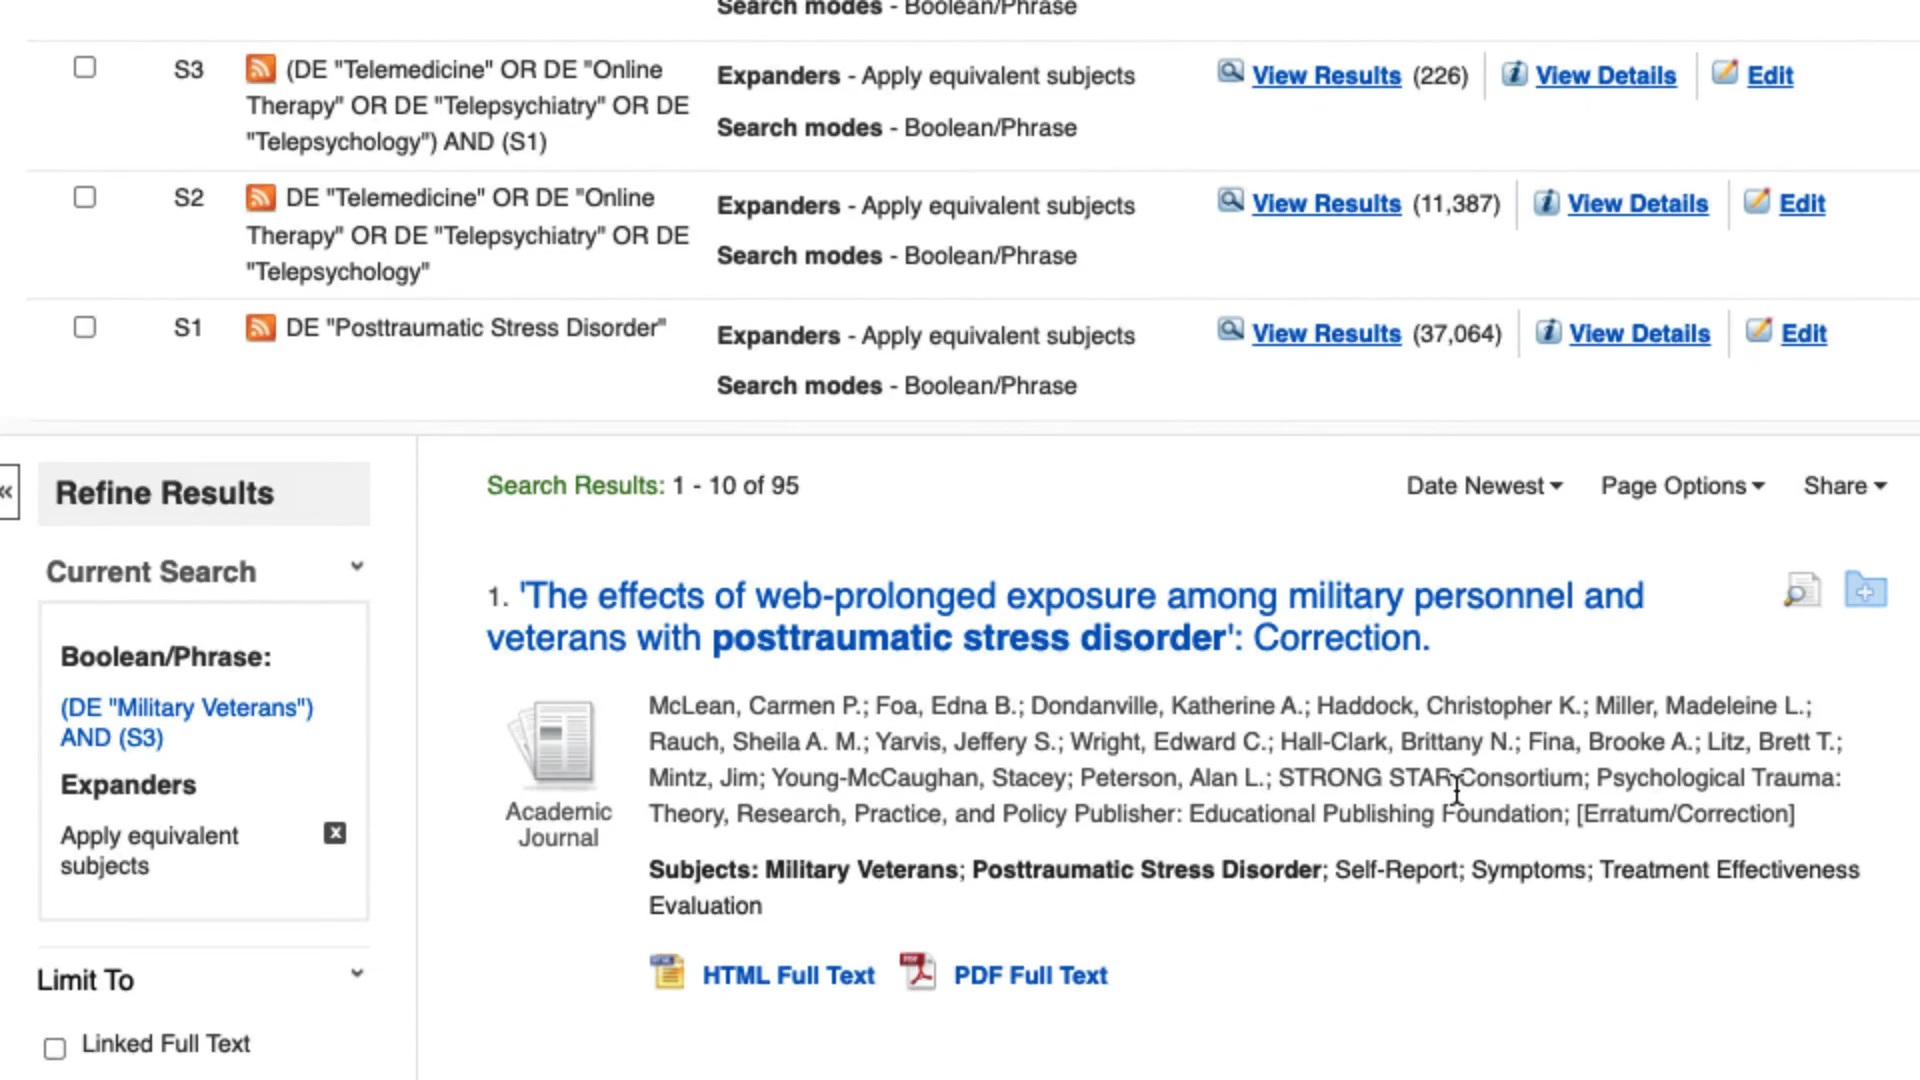 Search modes - Boolean/Phrase
S3 (DE "Telemedicine" OR DE "Online
Therapy" OR DE "Telepsychiatry" OR DE
"Telepsychology") AND (S1)
Expanders - Apply equivalent subjects
Search modes - Boolean/Phrase
View Results (226) View Details Edit
S2 DE "Telemedicine" OR DE "Online
Therapy" OR DE "Telepsychiatry" OR DE
"Telepsychology"
Expanders - Apply equivalent subjects
Search modes - Boolean/Phrase
View Results (11,387) View Details Edit
S1 DE "Posttraumatic Stress Disorder"
Expanders - Apply equivalent subjects
Search modes - Boolean/Phrase
View Results (37,064) View Details Edit
«
Refine Results
Current Search
Boolean/Phrase:
(DE "Military Veterans")
AND (S3)
Expanders
Apply equivalent
subjects
Limit To
Linked Full Text
Search Results: 1 - 10 of 95
Date Newest Page Options Share
1. 'The effects of web-prolonged exposure among military personnel and
veterans with posttraumatic stress disorder': Correction.
Academic
Journal
McLean, Carmen P.; Foa, Edna B.; Dondanville, Katherine A.; Haddock, Christopher K.; Miller, Madeleine L.;
Rauch, Sheila A. M.; Yarvis, Jeffery S.; Wright, Edward C.; Hall-Clark, Brittany N.; Fina, Brooke A.; Litz, Brett T.;
Mintz, Jim; Young-McCaughan, Stacey; Peterson, Alan L.; STRONG STAR Consortium; Psychological Trauma:
Theory, Research, Practice, and Policy Publisher: Educational Publishing Foundation; [Erratum/Correction]
Subjects: Military Veterans; Posttraumatic Stress Disorder; Self-Report; Symptoms; Treatment Effectiveness
Evaluation
HTML Full Text PDF Full Text